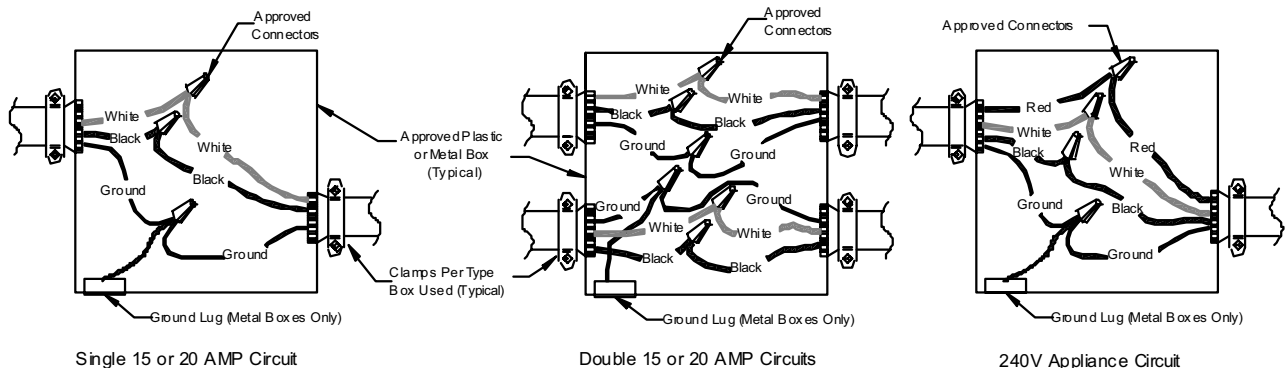 Approved
Connectors
White
Black
White
Ground
Black
Ground
Ground Lug (Metal Boxes Only)
Single 15 or 20 AMP Circuit
Approved Plastic
or Metal Box
(Typical)
Clamps Per Type
Box Used (Typical)
Approved
Connectors
White
White
Black
Black
Ground
Ground
Ground
Ground
White
White
Black
Black
Ground Lug (Metal Boxes Only)
Double 15 or 20 AMP Circuits
Approved Connectors
Red
White
Black
Red
White
Ground
Black
Ground
Ground Lug (Metal Boxes Only)
240V Appliance Circuit